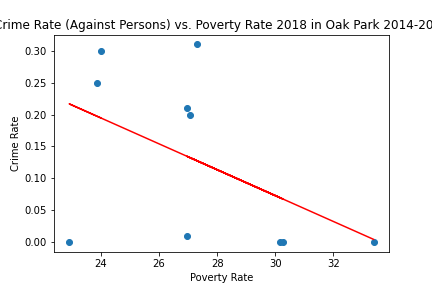 Crime Rate (Against Persons) vs. Poverty Rate 2018 in Oak Park 2014-20
0.30
0.25
0.20
0.15
0.10
0.05
0.00
Crime Rate
24 26 28 30 32
Poverty Rate